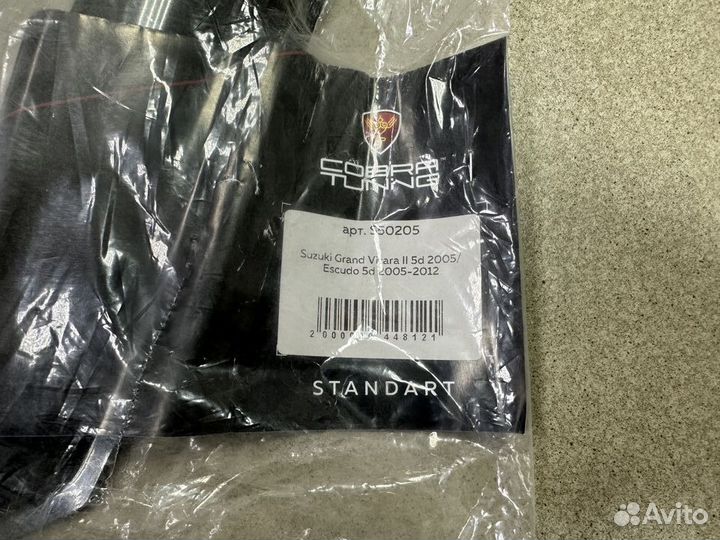 COBRA
TUNING
арт. S50205
Suzuki Grand Vitara II 5d 2005/
Escudo 5d 2005-2012
STANDART
Avito